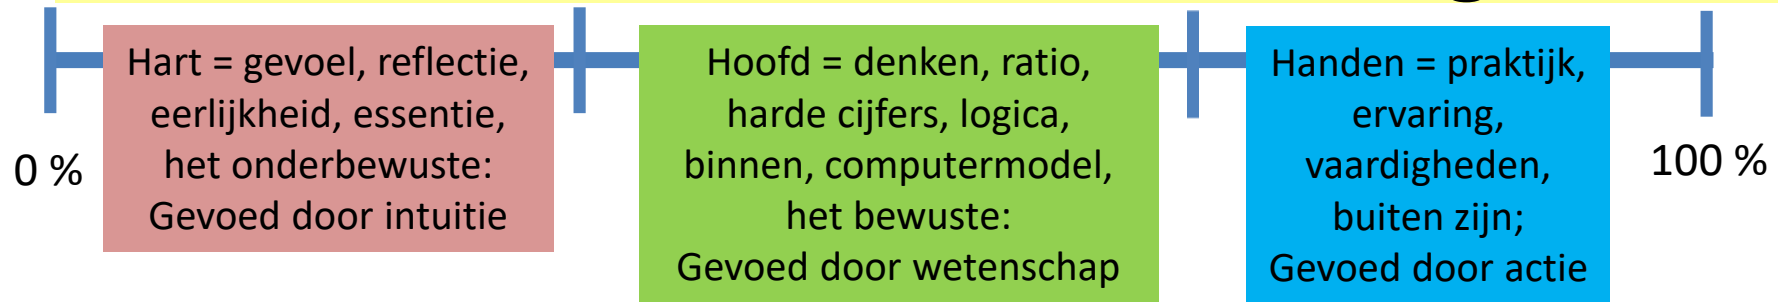 0 %
Hart = gevoel, reflectie,
eerlijkheid, essentie,
het onderbewuste:
Gevoed door intuitie
Hoofd = denken, ratio,
harde cijfers, logica,
binnen, computermodel,
het bewuste:
Gevoed door wetenschap
Handen = praktijk,
ervaring,
vaardigheden,
buiten zijn;
Gevoed door actie
100 %